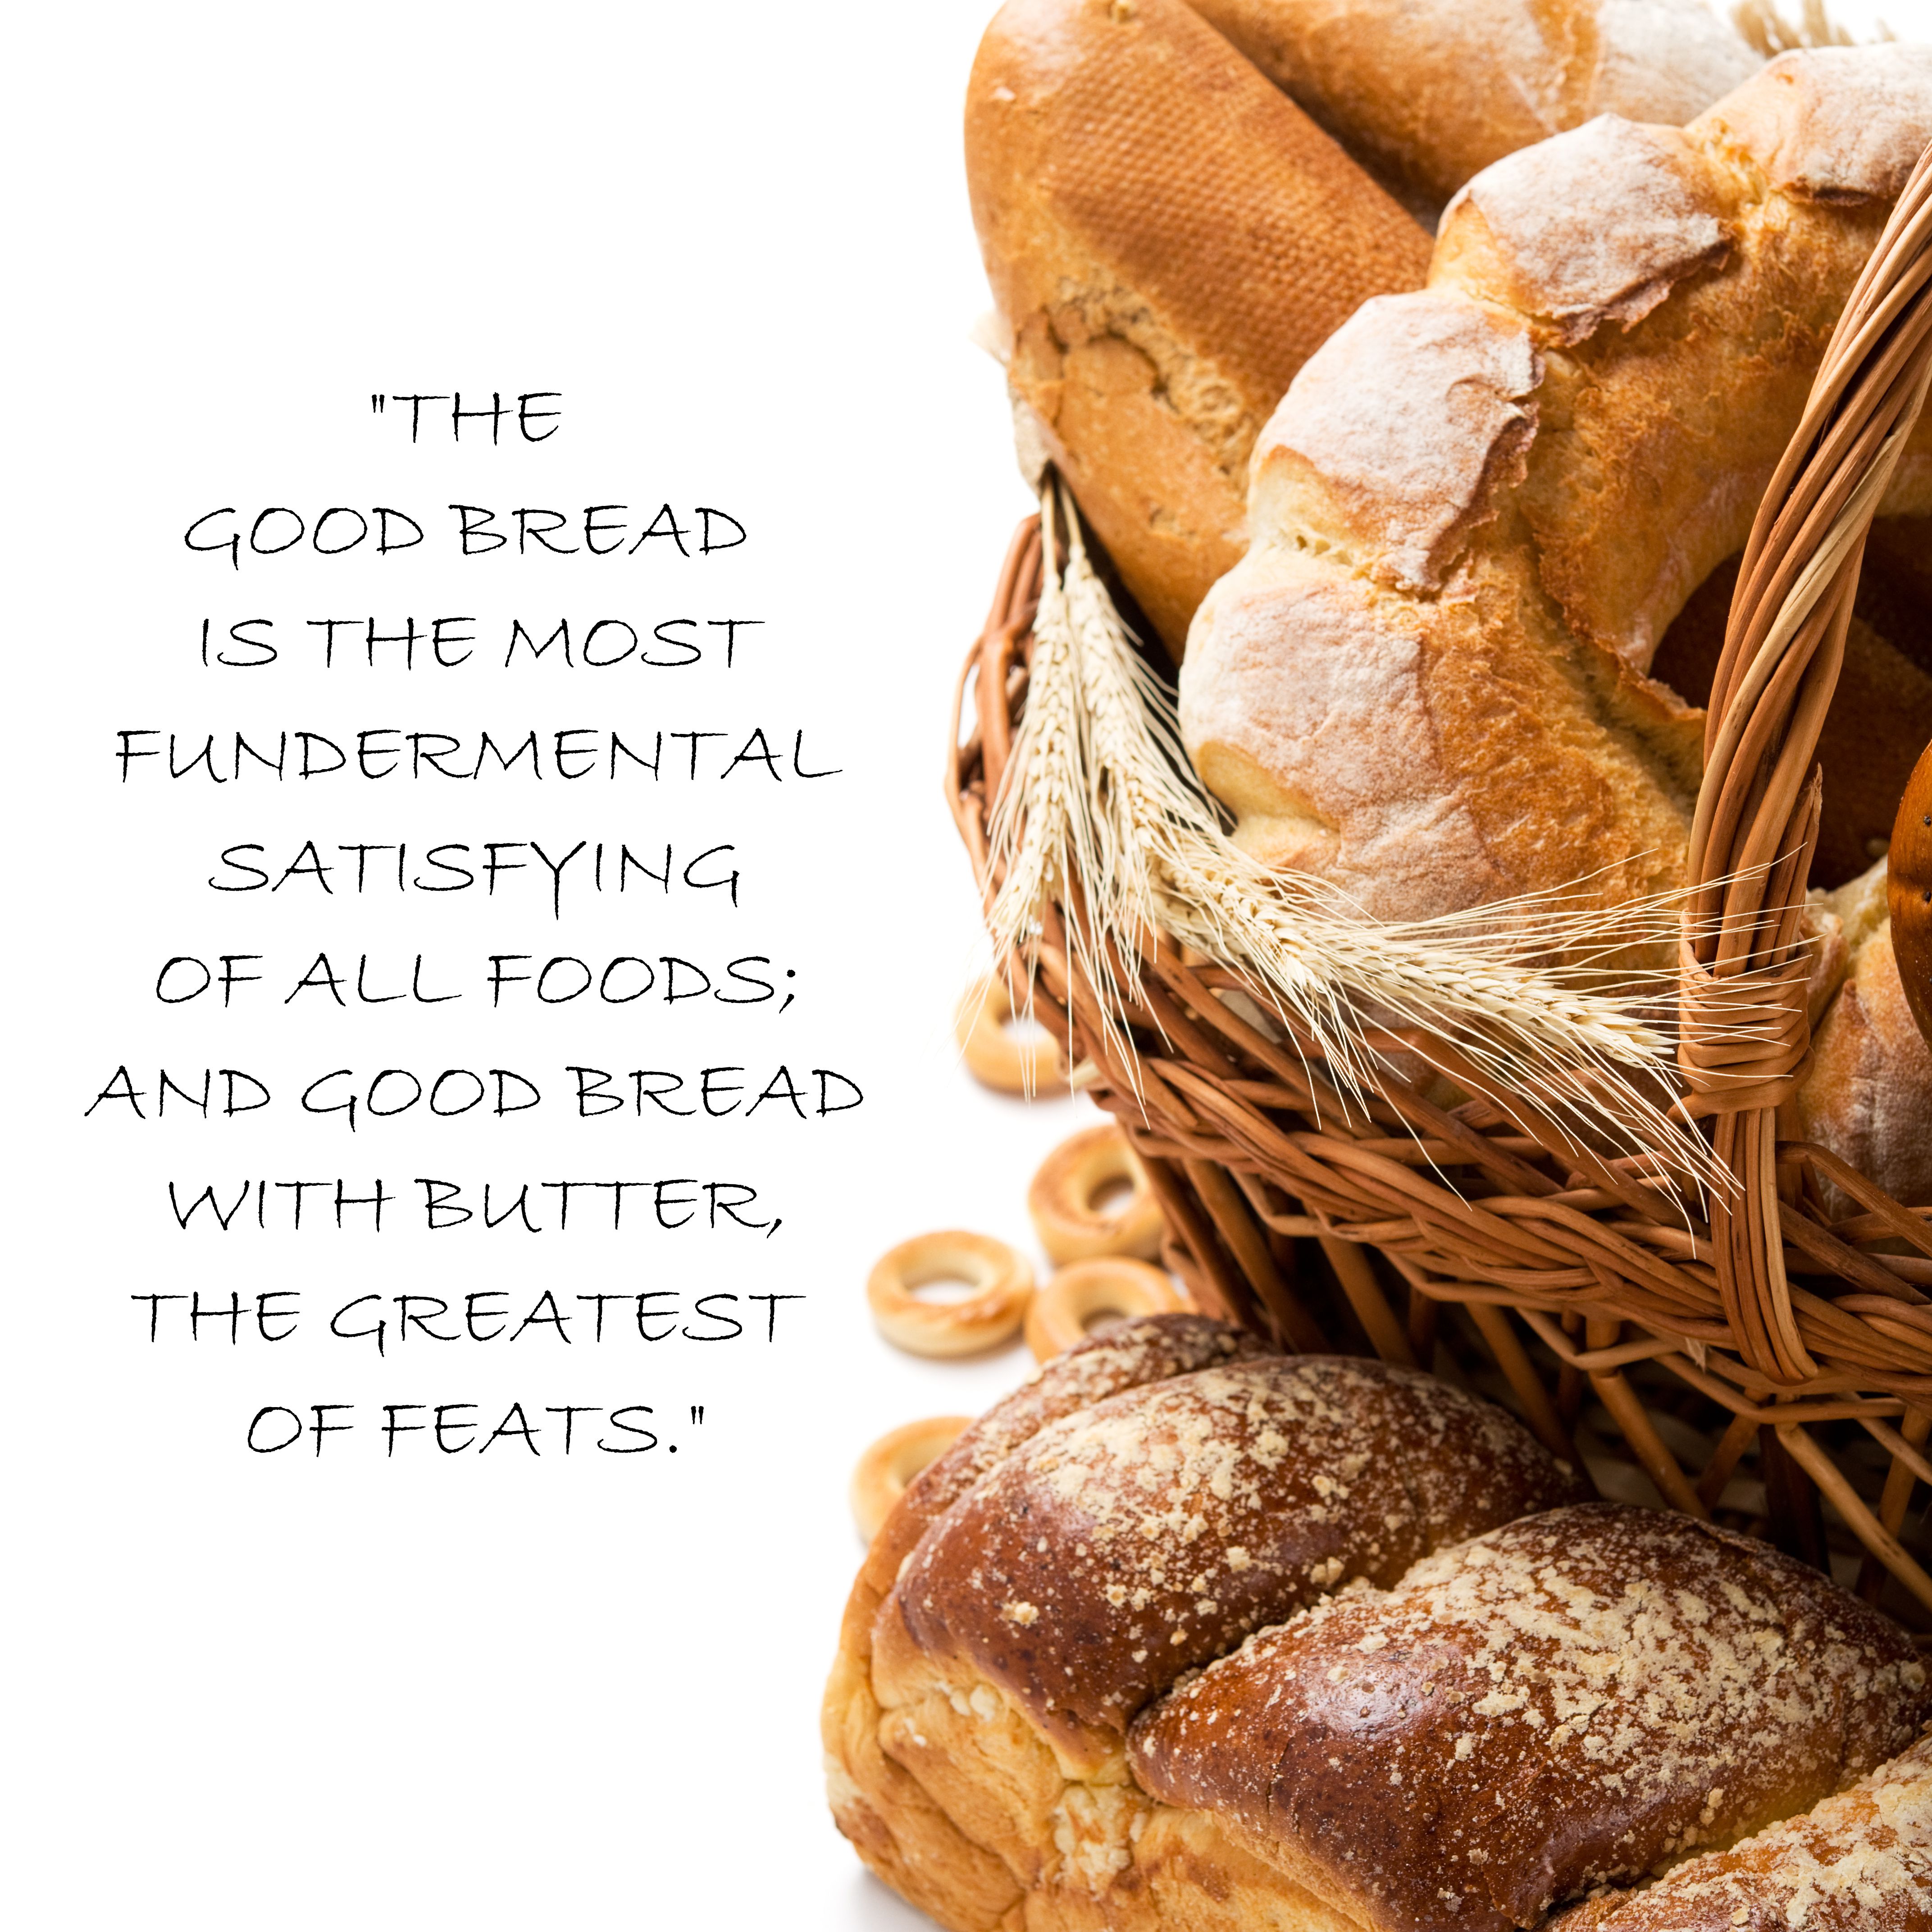 "THE
GOOD BREAD
IS THE MOST
FUNDERMENTAL
SATISFYING
OF ALL FOODS;
AND GOOD BREAD
WITH BUTTER,
THE GREATEST
OF FEATS."